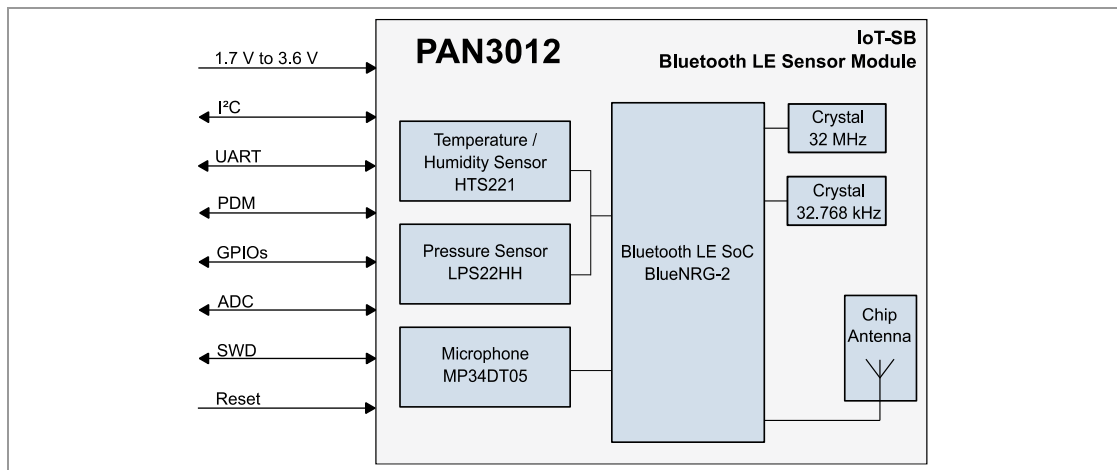 PAN3012
IoT-SB
Bluetooth LE Sensor Module
1.7 V to 3.6 V
I²C
UART
PDM
GPIOs
ADC
SWD
Reset
Temperature /
Humidity Sensor
HTS221
Pressure Sensor
LPS22HH
Microphone
MP34DT05
Bluetooth LE SoC
BlueNRG-2
Crystal
32 MHz
Crystal
32.768 kHz
Chip
Antenna